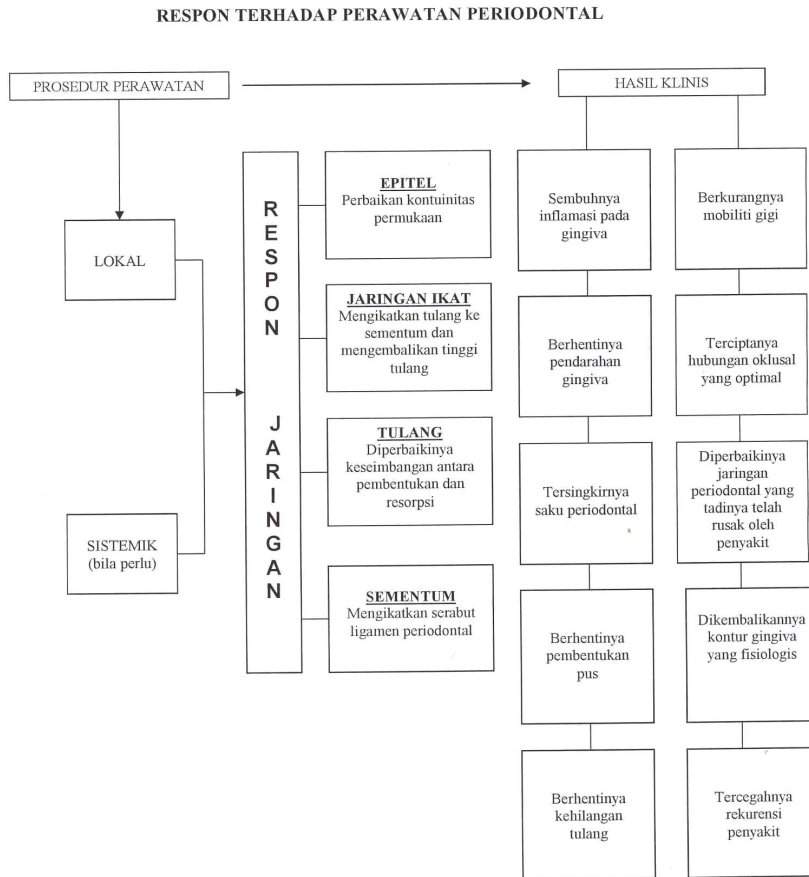 RESPON TERHADAP PERAWATAN PERIODONTAL
PROSEDUR PERAWATAN
HASIL KLINIS
LOKAL
SISTEMIK
(bila perlu)
RESPON JARINGAN
EPITEL
Perbaikan kontuinitas
permukaan
JARINGAN IKAT
Mengikatkan tulang ke
sementum dan
mengembalikan tinggi
tulang
TULANG
Diperbaikinya
keseimbangan antara
pembentukan dan
resorpsi
SEMENTUM
Mengikatkan serabut
ligamen periodontal
Sembuhnya
inflamasi pada
gingiva
Berhentinya
pendarahan
gingiva
Tersingkirnya
saku periodontal
Berhentinya
pembentukan
pus
Berhentinya
kehilangan
tulang
Berkurangnya
mobiliti gigi
Terciptanya
hubungan oklusal
yang optimal
Diperbaikinya
jaringan
periodontal yang
tadinya telah
rusak oleh
penyakit
Dikembalikannya
kontur gingiva
yang fisiologis
Tercegahnya
rekurensi
penyakit